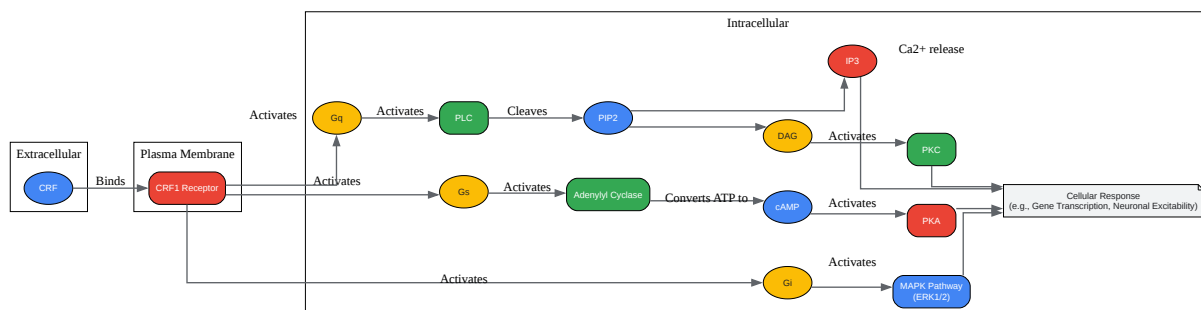 Intracellular
Ca2+ release
IP3
Activates
Gq
Activates
PLC
Cleaves
PIP2
DAG
Activates
PKC
Extracellular
CRF
Binds
Plasma Membrane
CRF1 Receptor
Activates
Gs
Activates
Adenylyl Cyclase
Converts ATP to
cAMP
Activates
PKA
Cellular Response
(e.g., Gene Transcription, Neuronal Excitability)
Activates
Gi
Activates
MAPK Pathway
(ERK1/2)